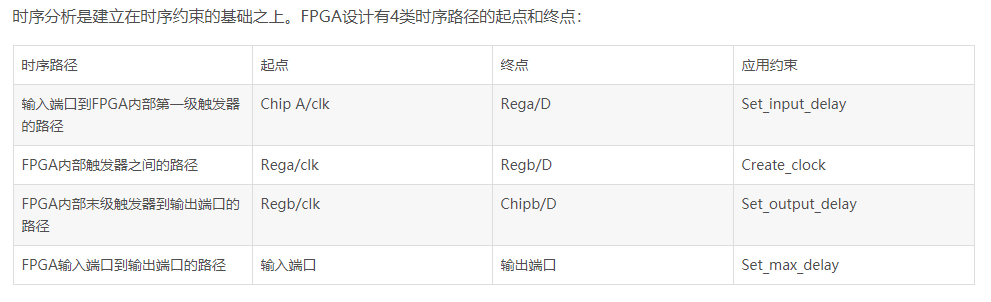 时序分析是建立在时序约束的基础之上。FPGA设计有4类时序路径的起点和终点：
时序路径 起点 终点 应用约束
输入端口到FPGA内部第一级触发器的路径 Chip A/clk Rega/D Set_input_delay
FPGA内部触发器之间的路径 Rega/clk Regb/D Create_clock
FPGA内部末级触发器到输出端口的路径 Regb/clk Chipb/D Set_output_delay
FPGA输入端口到输出端口的路径 输入端口 输出端口 Set_max_delay